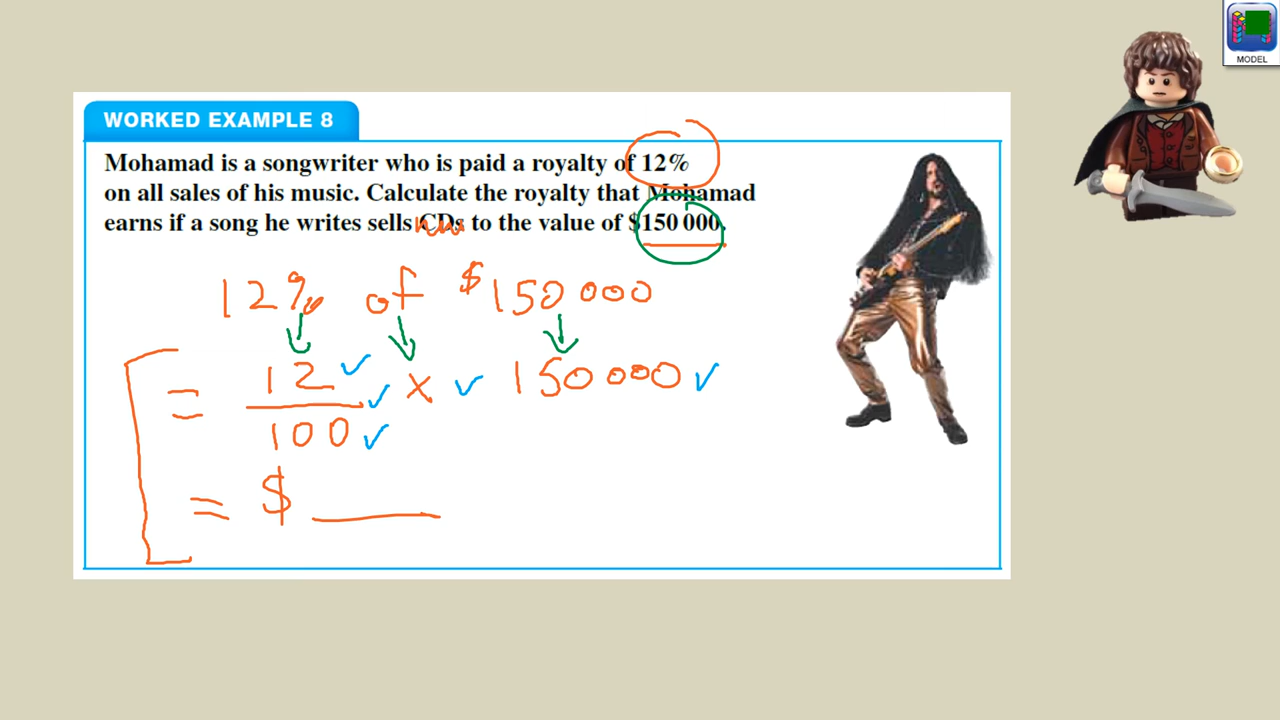 MODEL
WORKED EXAMPLE 8
Mohamad is a songwriter who is paid a royalty of 12%
on all sales of his music. Calculate the royalty that Mohamad
earns if a song he writes sells CDs to the value of $150 000.
12% of $150 000
= 12/100 × 150 000
= $ ______